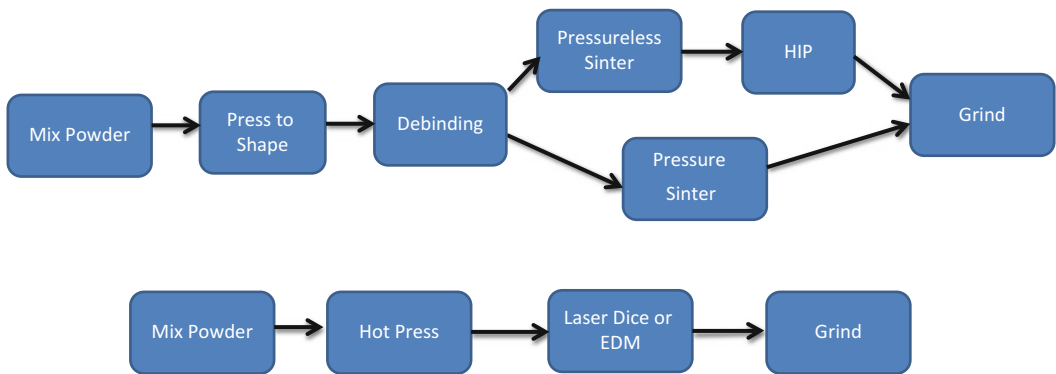 Mix Powder
Press to
Shape
Debinding
Pressureless
Sinter
HIP
Pressure
Sinter
Grind
Mix Powder
Hot Press
Laser Dice or
EDM
Grind